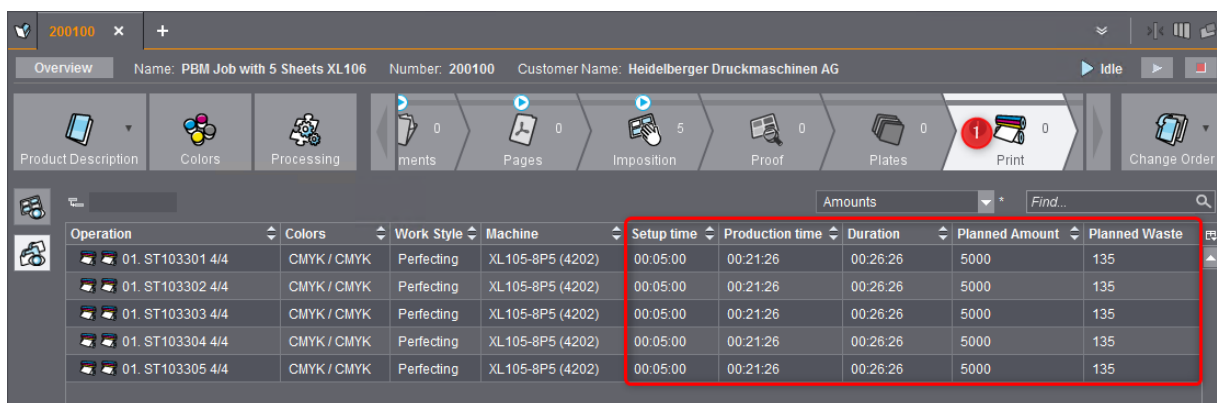 200100 × +
Overview Name: PBM Job with 5 Sheets XL106 Number: 200100 Customer Name: Heidelberger Druckmaschinen AG Idle
0 0 5 0 0 1 0
Product Description Colors Processing ments Pages Imposition Proof Plates Print Change Order
Amounts * Find...
Operation Colors Work Style Machine Setup time Production time Duration Planned Amount Planned Waste
01. ST103301 4/4 CMYK / CMYK Perfecting XL105-8P5 (4202) 00:05:00 00:21:26 00:26:26 5000 135
01. ST103302 4/4 CMYK / CMYK Perfecting XL105-8P5 (4202) 00:05:00 00:21:26 00:26:26 5000 135
01. ST103303 4/4 CMYK / CMYK Perfecting XL105-8P5 (4202) 00:05:00 00:21:26 00:26:26 5000 135
01. ST103304 4/4 CMYK / CMYK Perfecting XL105-8P5 (4202) 00:05:00 00:21:26 00:26:26 5000 135
01. ST103305 4/4 CMYK / CMYK Perfecting XL105-8P5 (4202) 00:05:00 00:21:26 00:26:26 5000 135